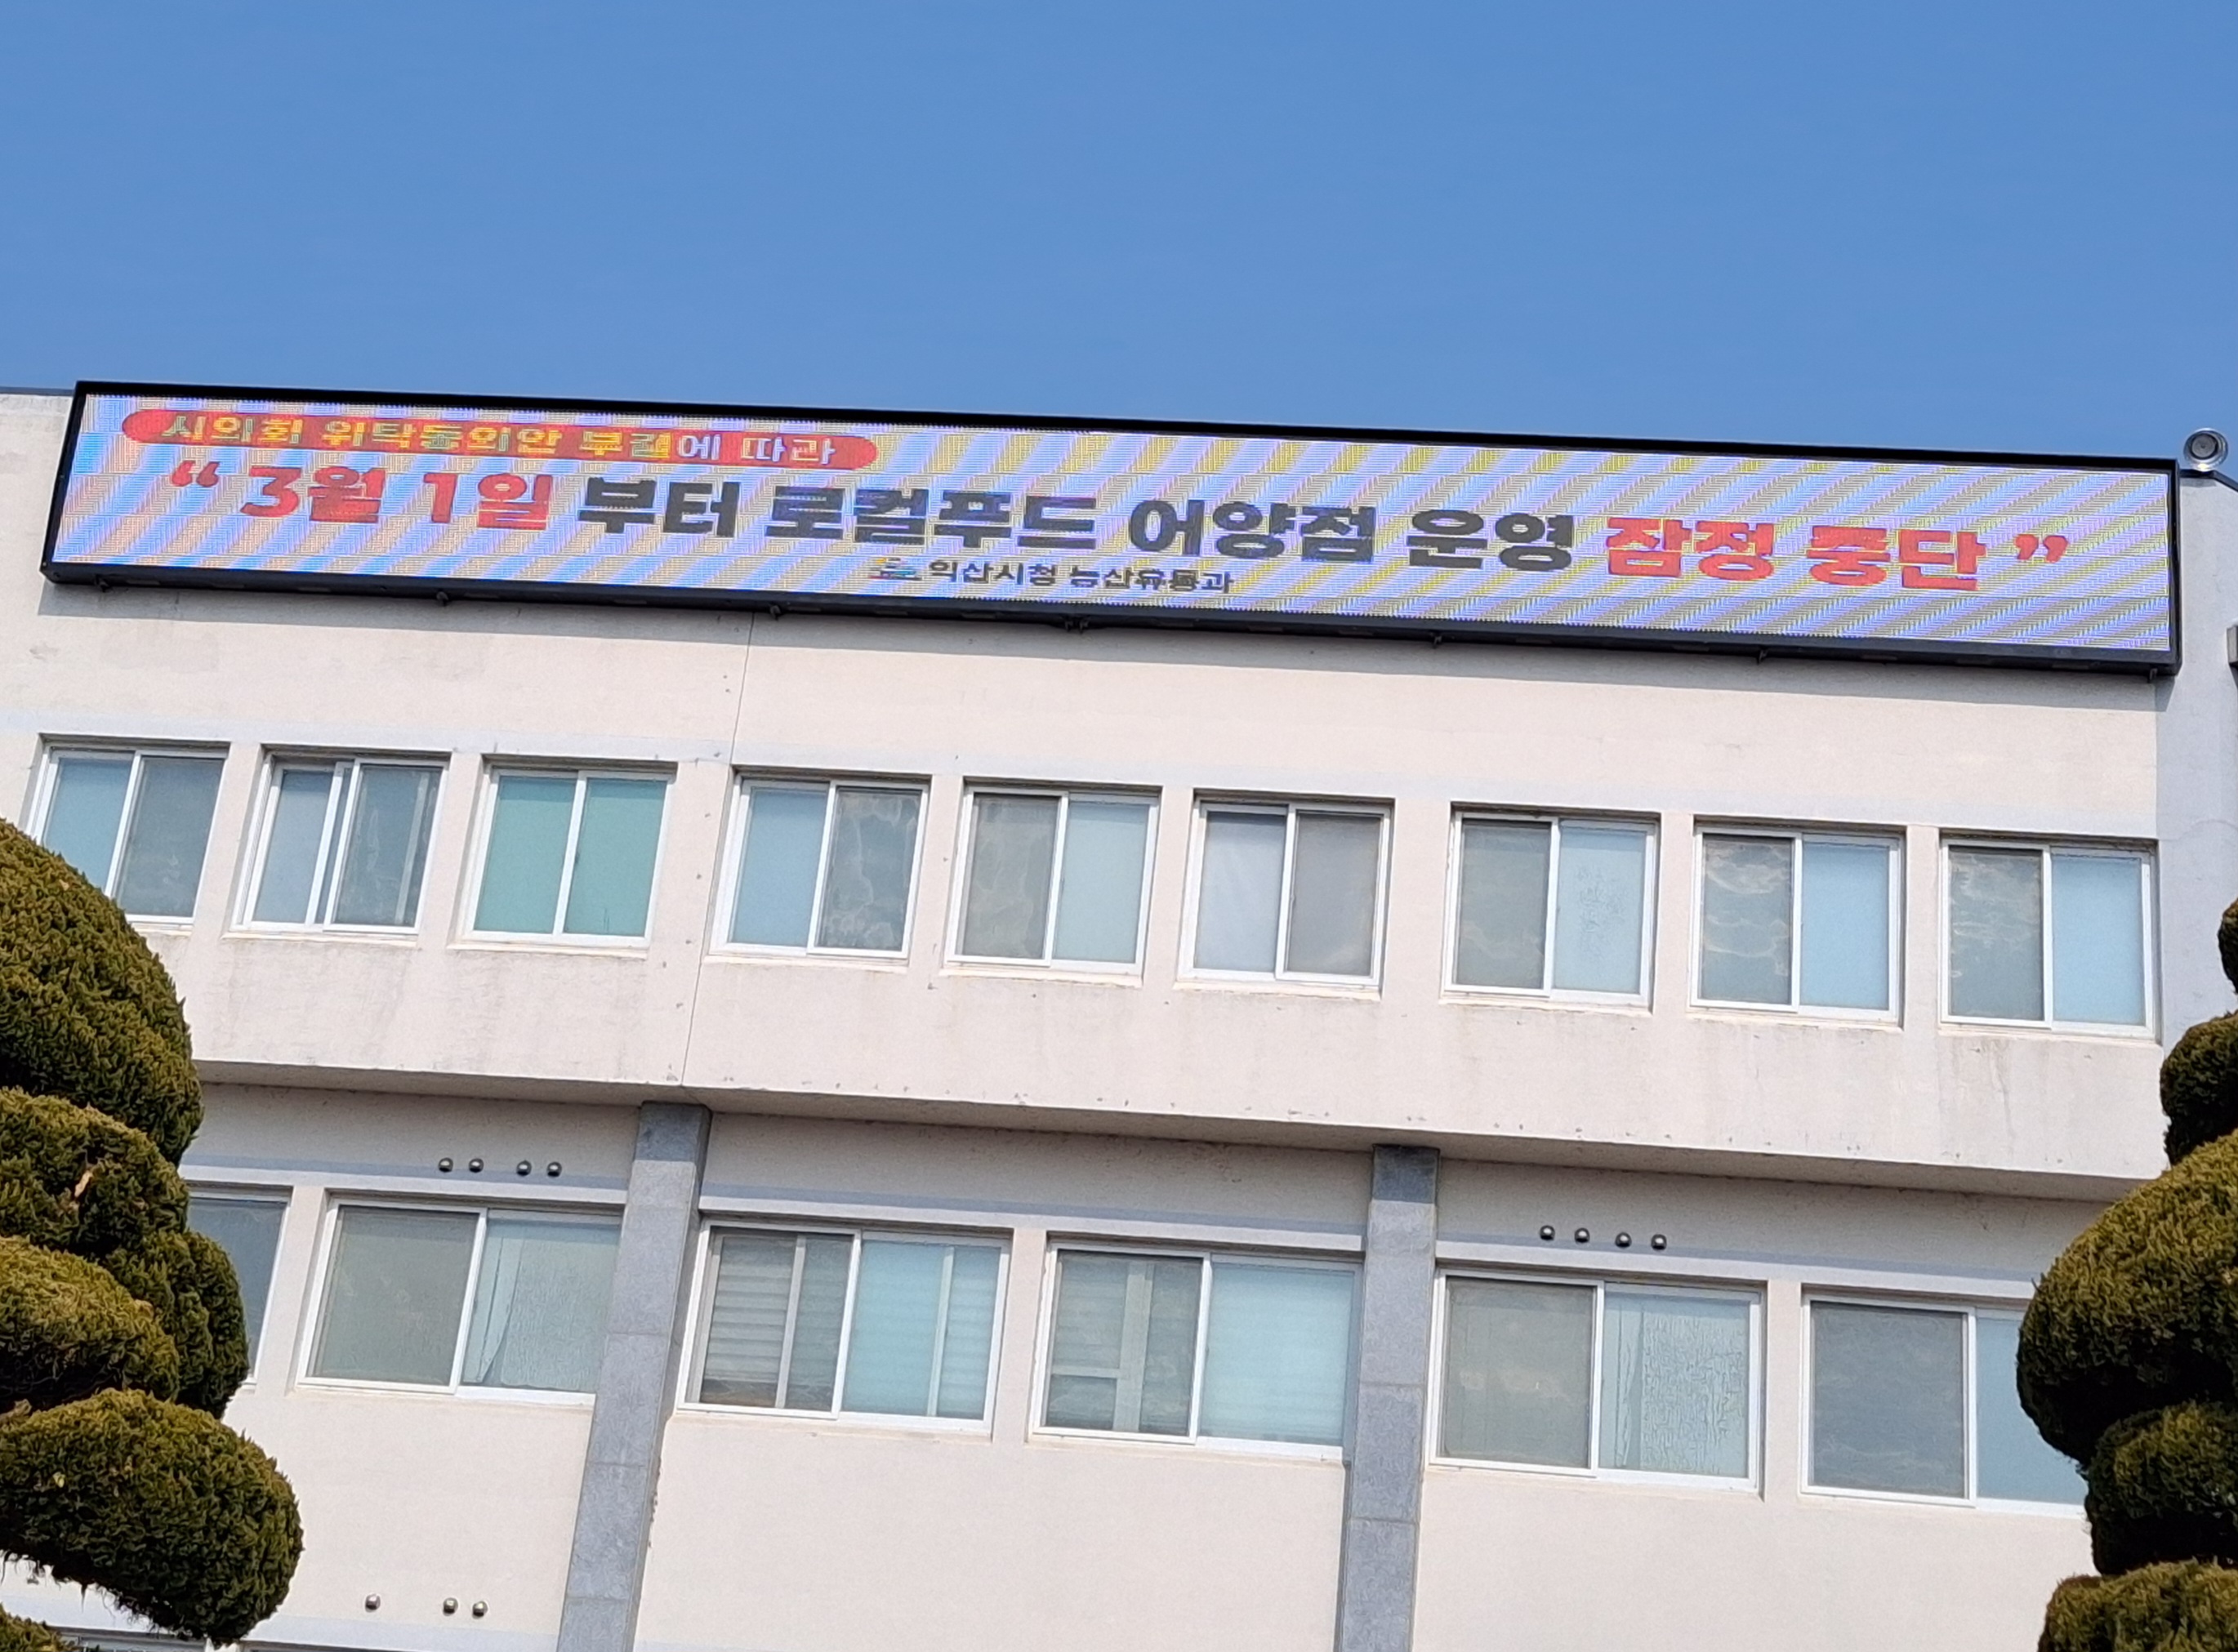 시의회 위탁동의안 부결에 따라
“3월 1일 부터 로컬푸드 어양점 운영 잠정 중단”
익산시청 농산유통과